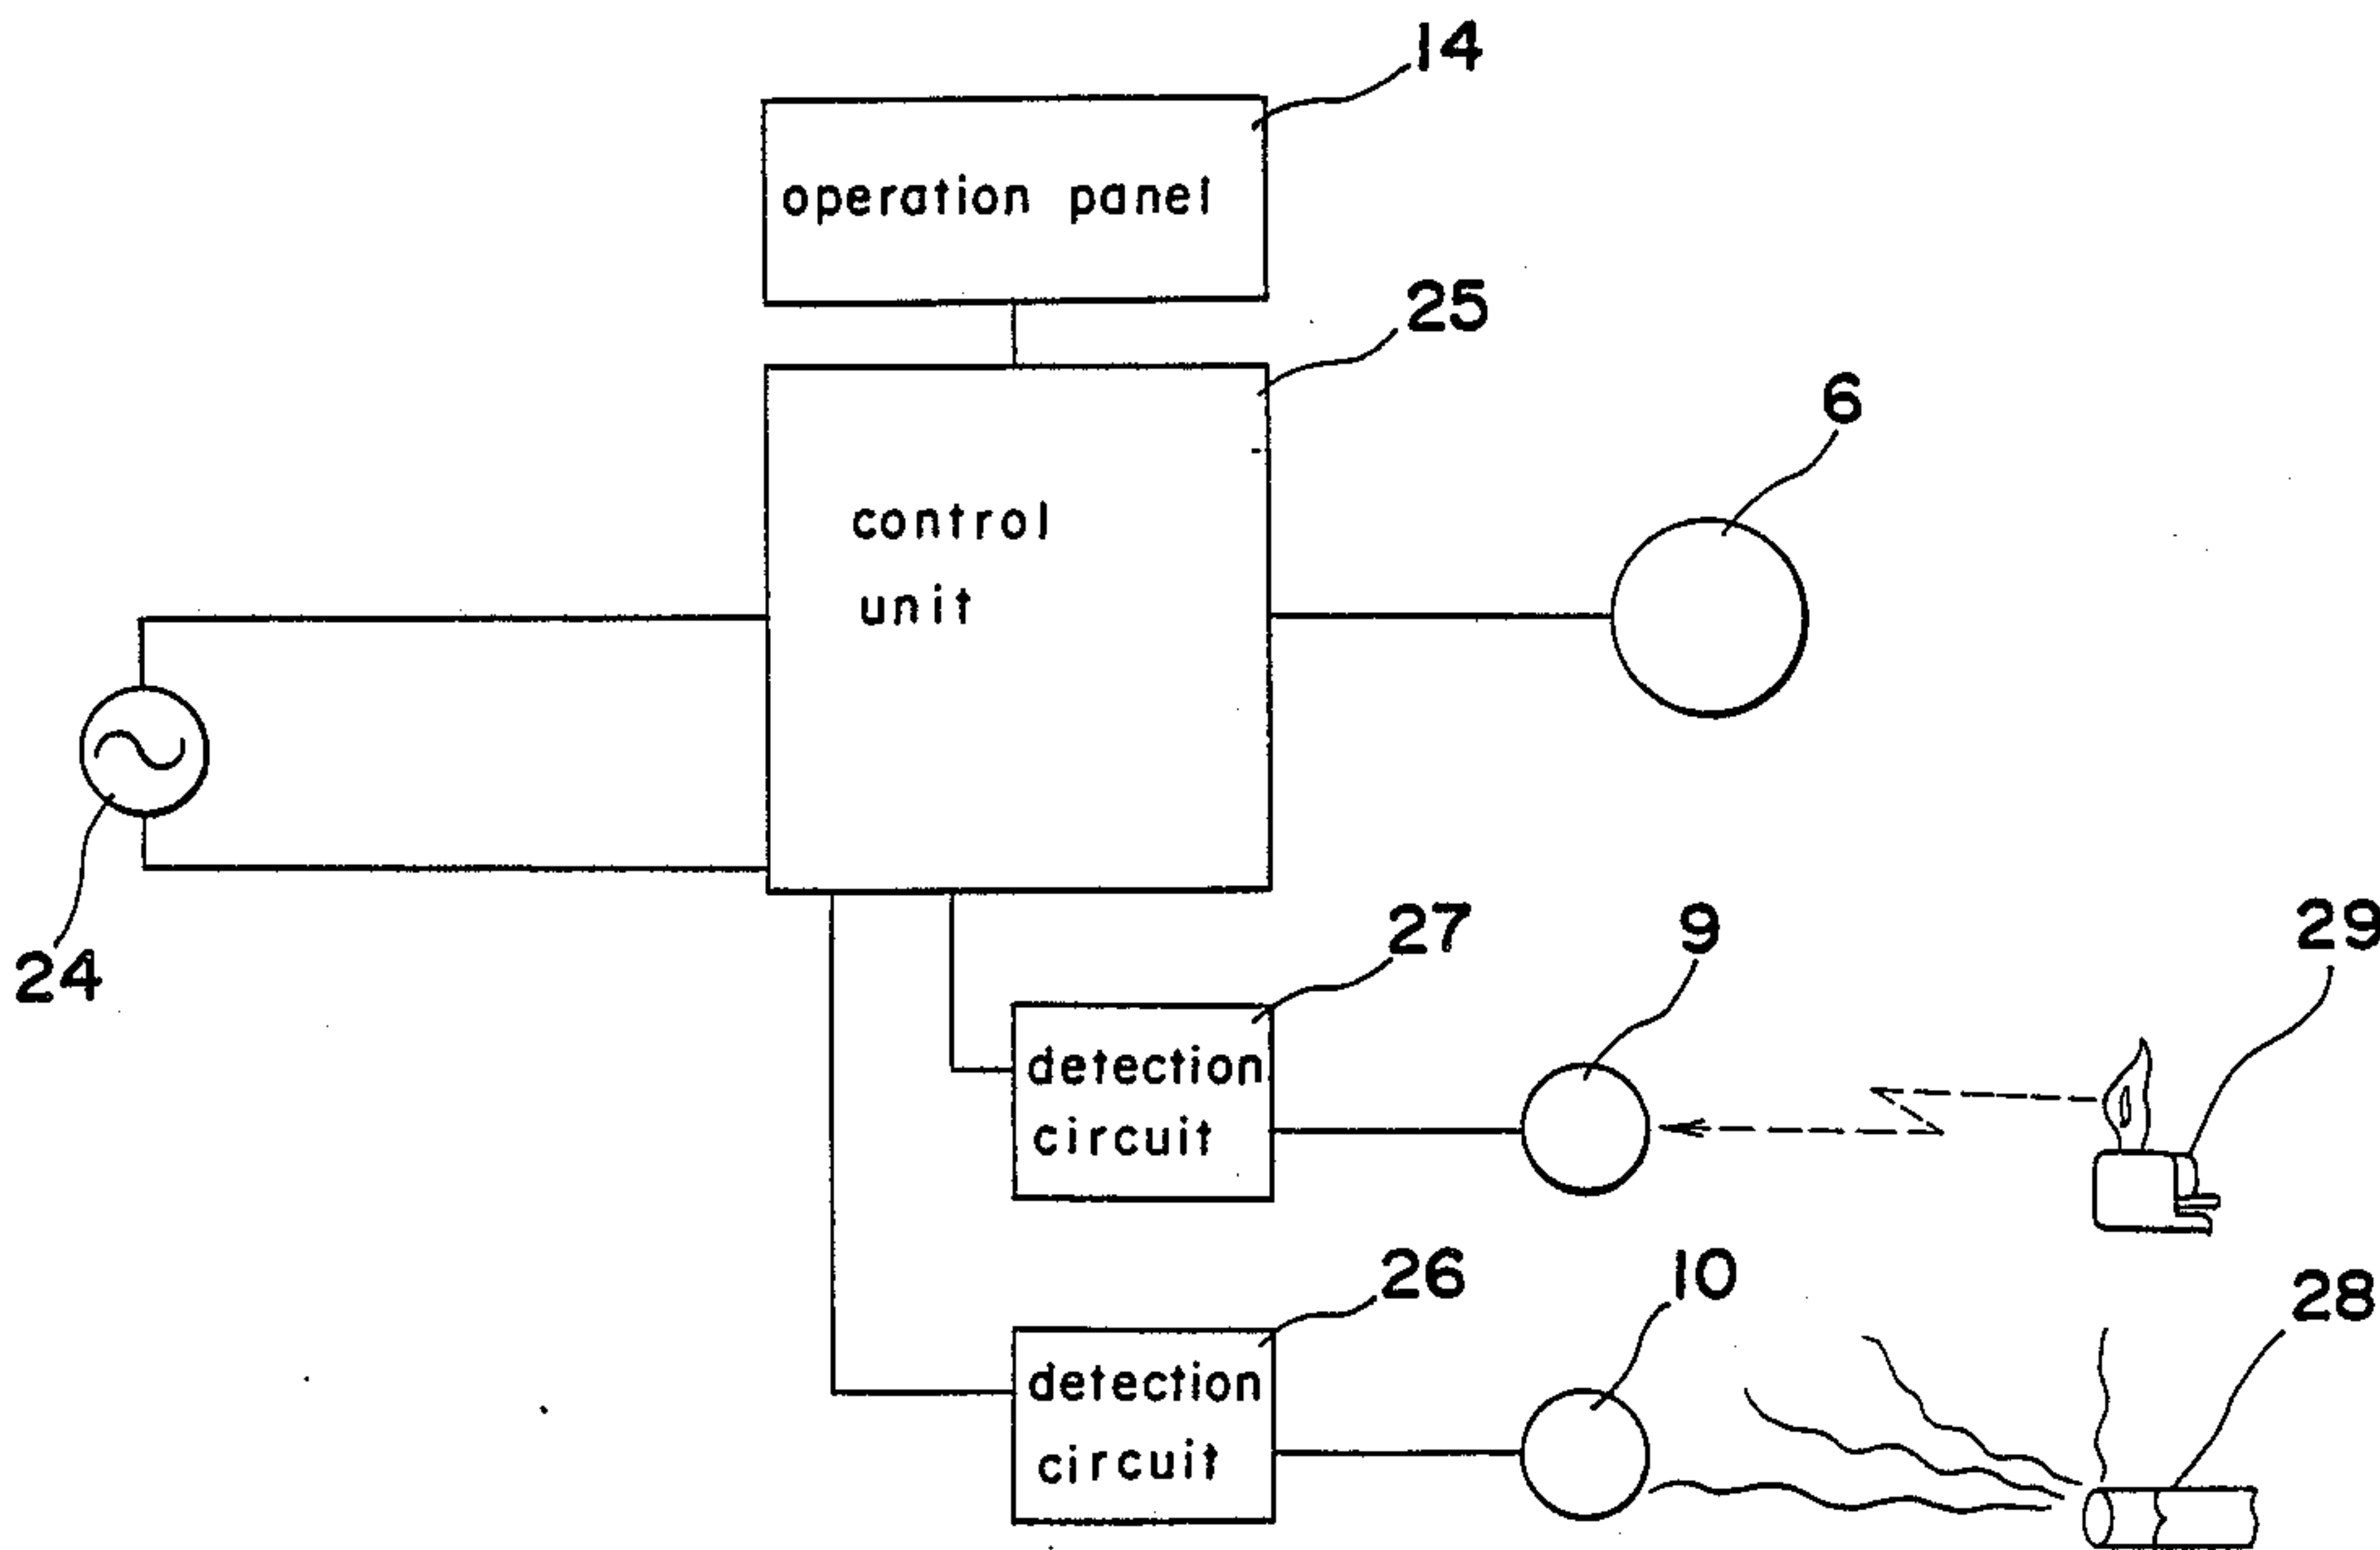 14
operation panel
25
6
control
unit
24
27
9
29
detection
circuit
26
10
28
detection
circuit